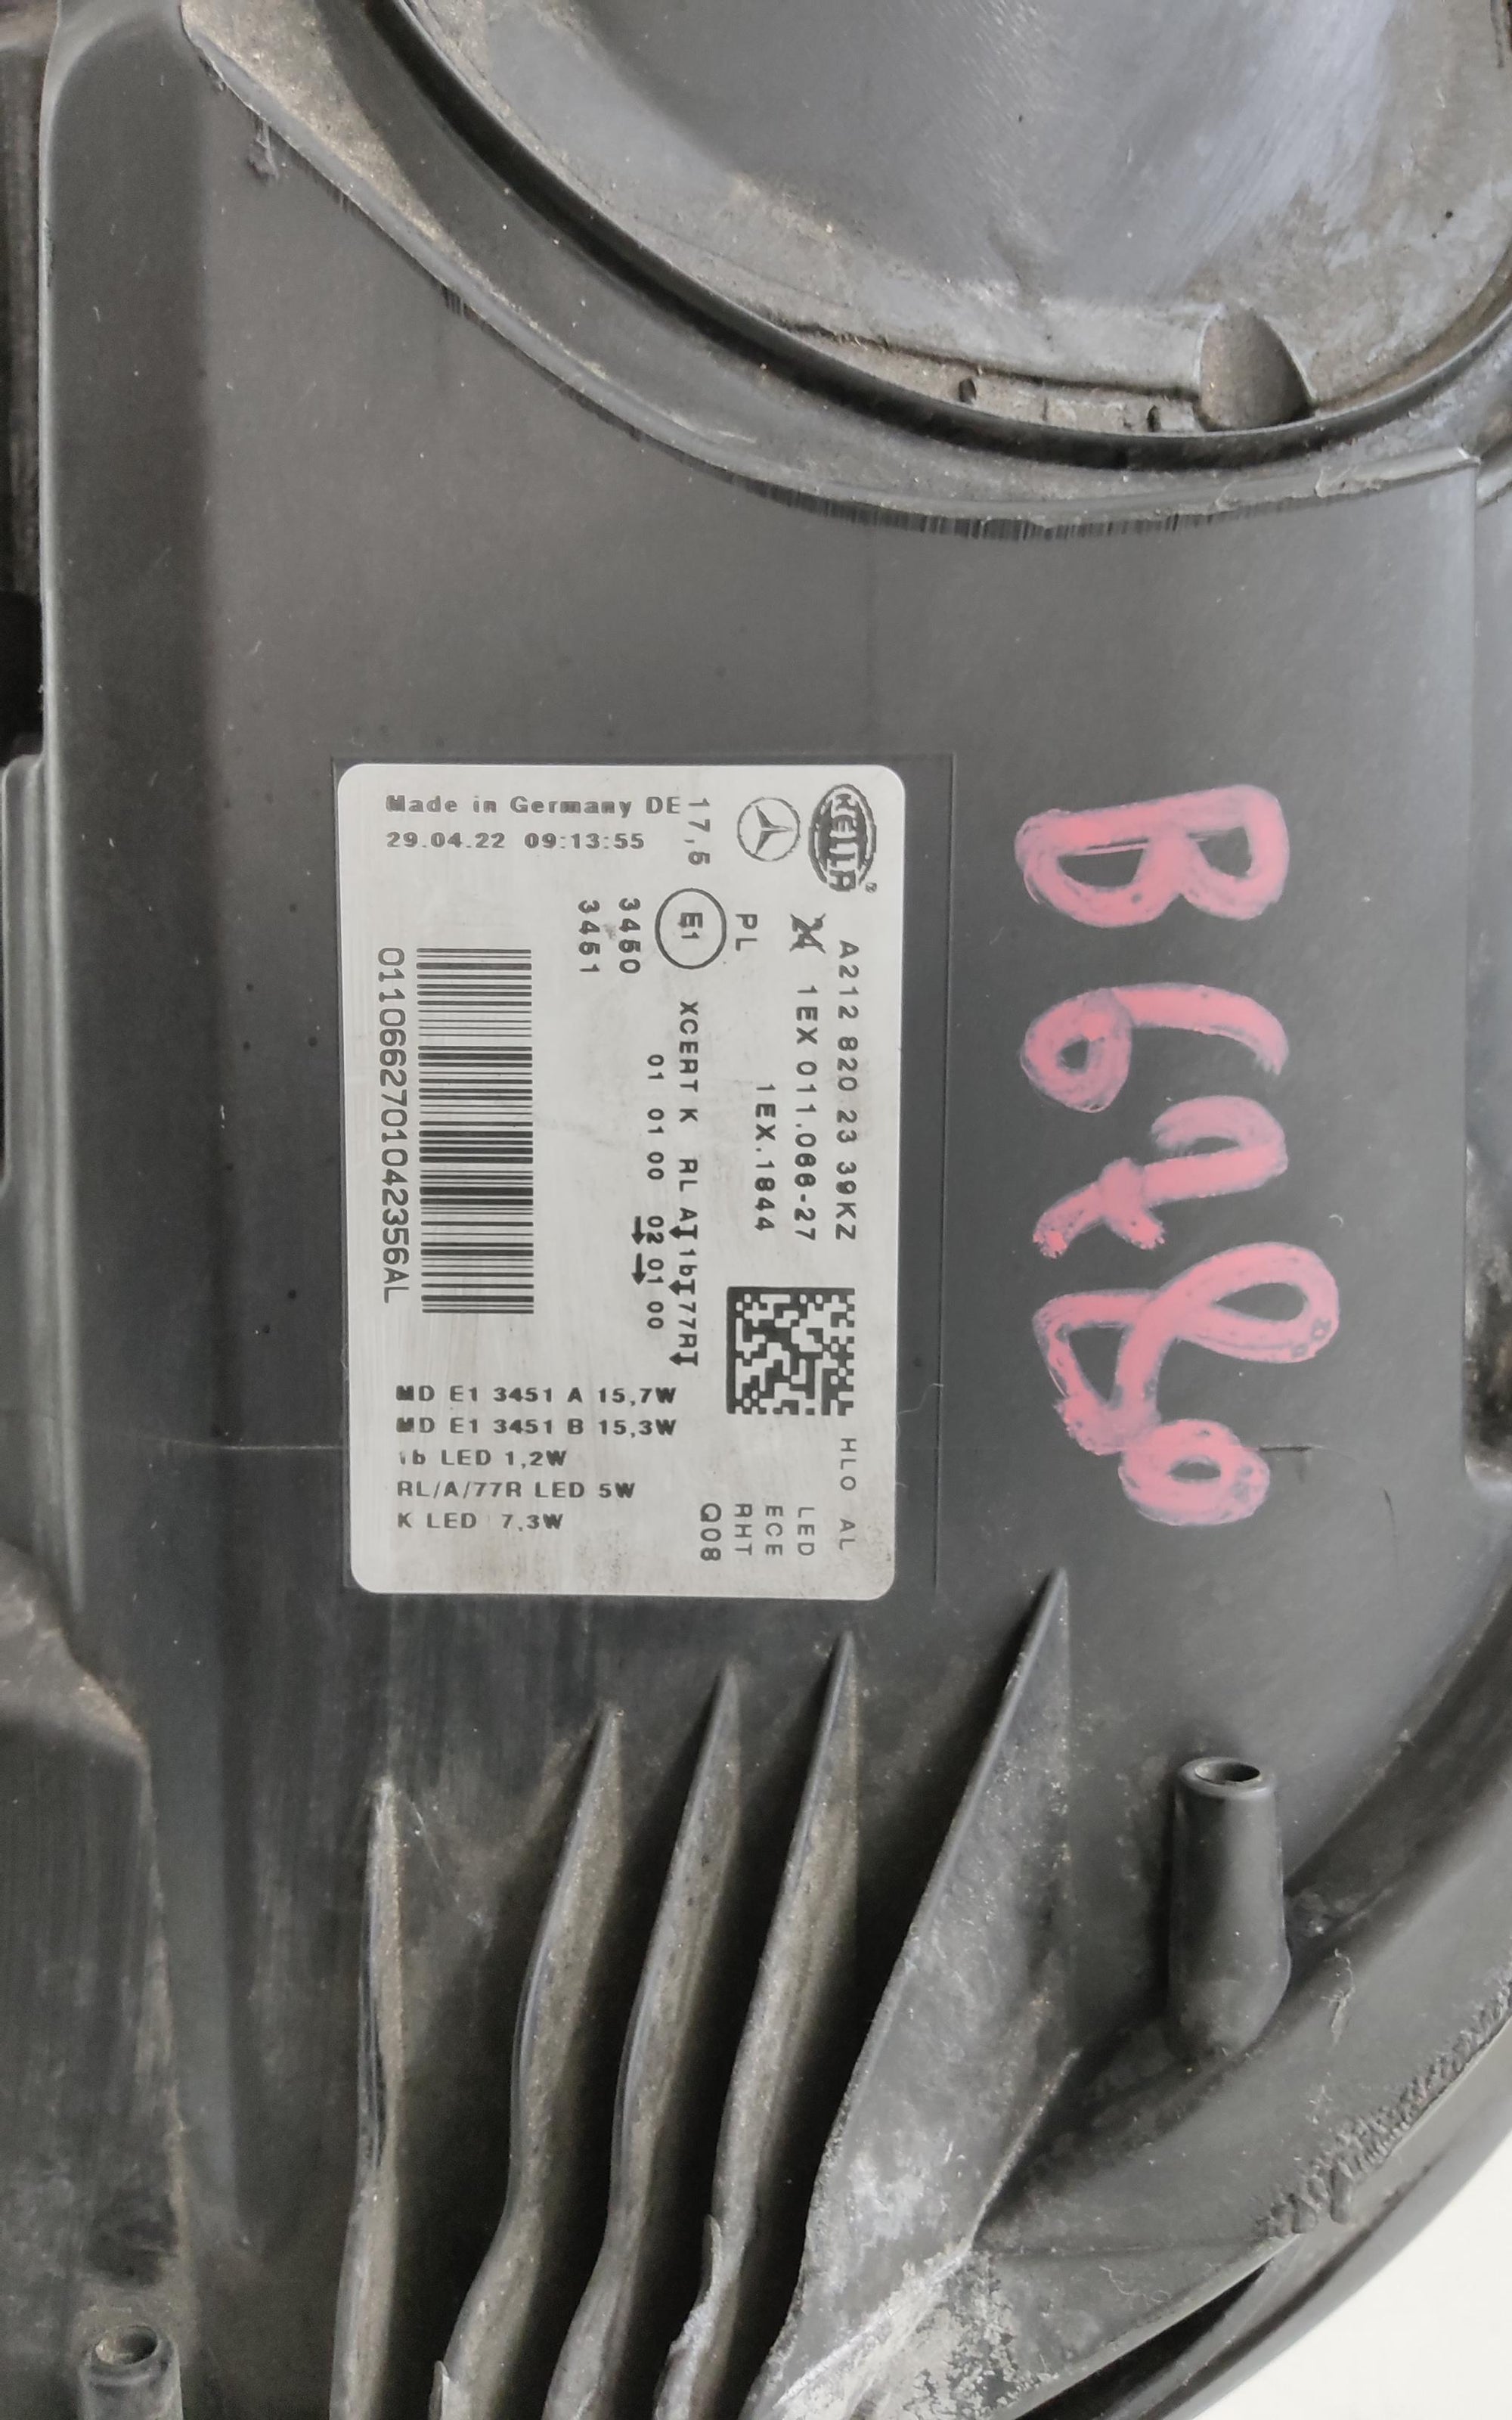 HELLA
A212 820 23 39KZ
HLO AL
24 1EX 011.066-27
LED
1EX.1844
ECE
PL
RHT
Q08
17,5
E1
XCERT K RL A 1b 77R
01 01 00 02 01 00
3450
3451
Made in Germany DE
29.04.22 09:13:55
0110662701042356AL
MD E1 3451 A 15,7W
MD E1 3451 B 15,3W
1b LED 1,2W
RL/A/77R LED 5W
K LED 7,3W